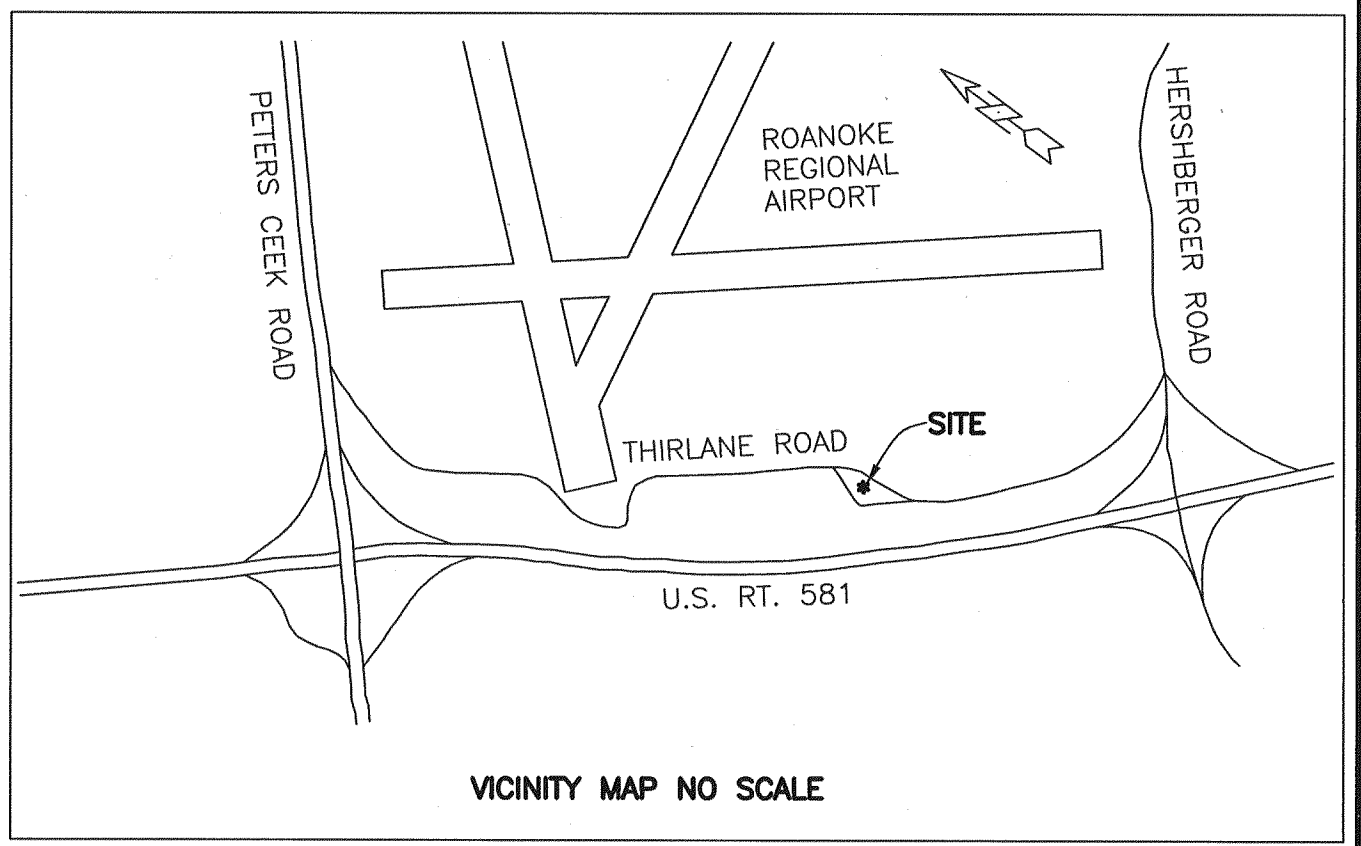 PETERS CEEK ROAD
ROANOKE
REGIONAL
AIRPORT
HERSHBERGER ROAD
THIRLANE ROAD
SITE
U.S. RT. 581
VICINITY MAP NO SCALE